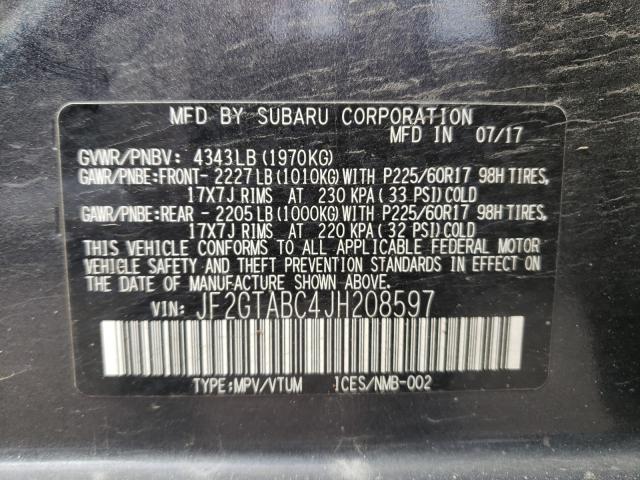 MFD BY SUBARU CORPORATION
MFD IN 07/17
GVWR/PNBV: 4343LB(1970KG)
GAWR/PNBE:FRONT- 2227LB(1010KG)WITH P225/60R17 98H TIRES,
17X7J RIMS AT 230 KPA(33 PSI)COLD
GAWR/PNBE:REAR - 2205LB(1000KG)WITH P225/60R17 98H TIRES,
17X7J RIMS AT 220 KPA(32 PSI)COLD
THIS VEHICLE CONFORMS TO ALL APPLICABLE FEDERAL MOTOR
VEHICLE SAFETY AND THEFT PREVENTION STANDARDS IN EFFECT ON
THE DATE OF MANUFACTURE SHOWN ABOVE.
VIN: JF2GTABC4JH208597
TYPE:MPV/VTUM ICES/NMB-002